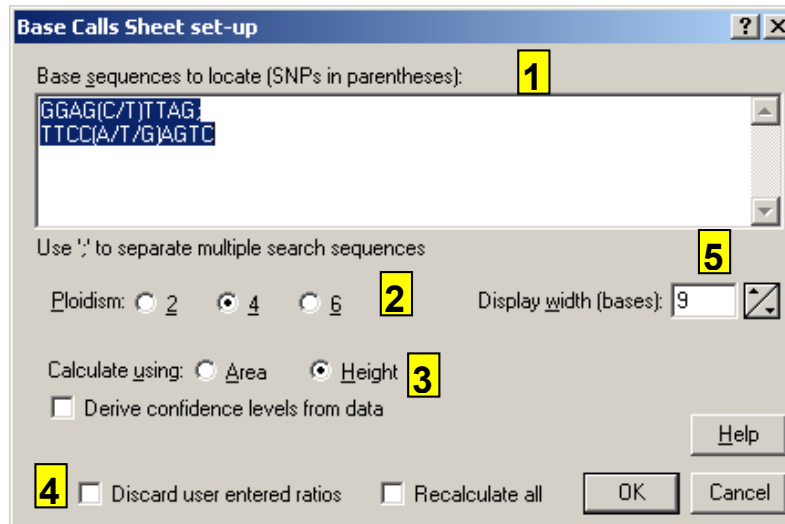 Base Calls Sheet set-up ? X
Base sequences to locate (SNPs in parentheses): 1
GGAG(C/T)TTAG;
TTCC(A/T/G)AGTC
Use ';' to separate multiple search sequences
5
Ploidism: 2 4 6 2 Display width (bases): 9
Calculate using: Area Height 3
Derive confidence levels from data
Help
4 Discard user entered ratios Recalculate all OK Cancel